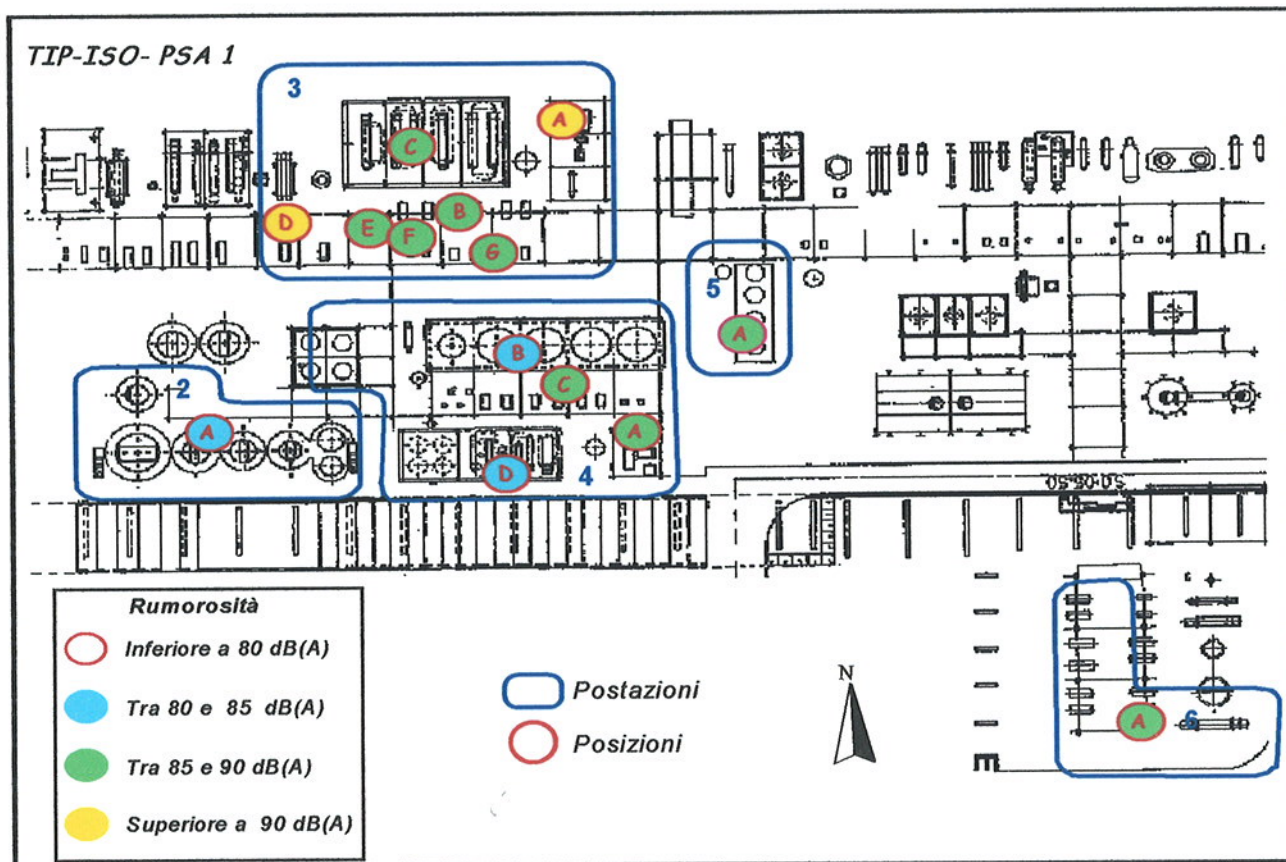 TIP-ISO- PSA 1
3
A
C
D
E
F
B
G
5
A
2
A
B
C
A
D
4
Rumorosità
Inferiore a 80 dB(A)
Tra 80 e 85 dB(A)
Tra 85 e 90 dB(A)
Superiore a 90 dB(A)
Postazioni
Posizioni
N
A
6